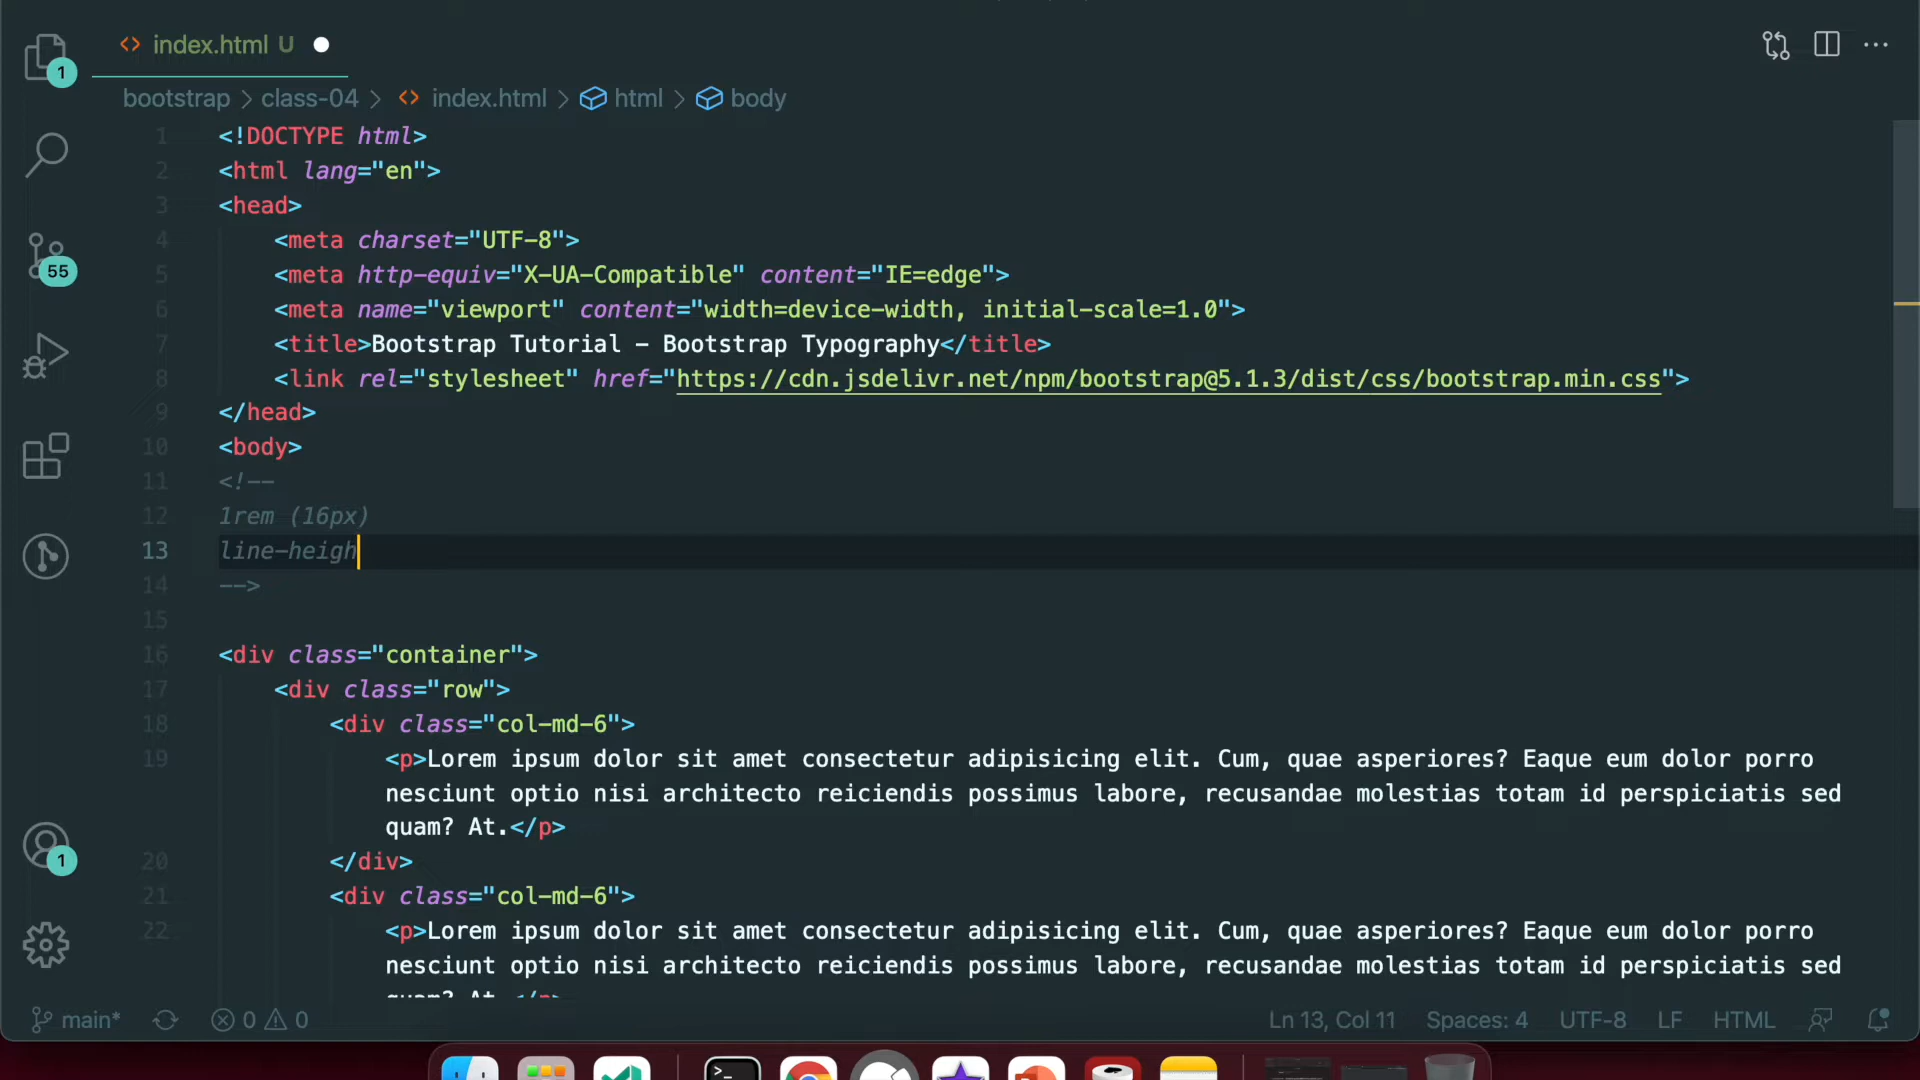 index.html U
1
bootstrap > class-04 > index.html > html > body
1 <!DOCTYPE html>
2 <html lang="en">
3 <head>
4 <meta charset="UTF-8">
5 <meta http-equiv="X-UA-Compatible" content="IE=edge">
6 <meta name="viewport" content="width=device-width, initial-scale=1.0">
7 <title>Bootstrap Tutorial - Bootstrap Typography</title>
8 <link rel="stylesheet" href="https://cdn.jsdelivr.net/npm/bootstrap@5.1.3/dist/css/bootstrap.min.css">
9 </head>
10 <body>
11 <!--
12 1rem (16px)
13 line-heigh
14 -->
15
16 <div class="container">
17 <div class="row">
18 <div class="col-md-6">
19 <p>Lorem ipsum dolor sit amet consectetur adipisicing elit. Cum, quae asperiores? Eaque eum dolor porro
nesciunt optio nisi architecto reiciendis possimus labore, recusandae molestias totam id perspiciatis sed
quam? At.</p>
20 </div>
21 <div class="col-md-6">
22 <p>Lorem ipsum dolor sit amet consectetur adipisicing elit. Cum, quae asperiores? Eaque eum dolor porro
nesciunt optio nisi architecto reiciendis possimus labore, recusandae molestias totam id perspiciatis sed
quam? At.</p>
55
1
main* 0 0 Ln 13, Col 11 Spaces: 4 UTF-8 LF HTML